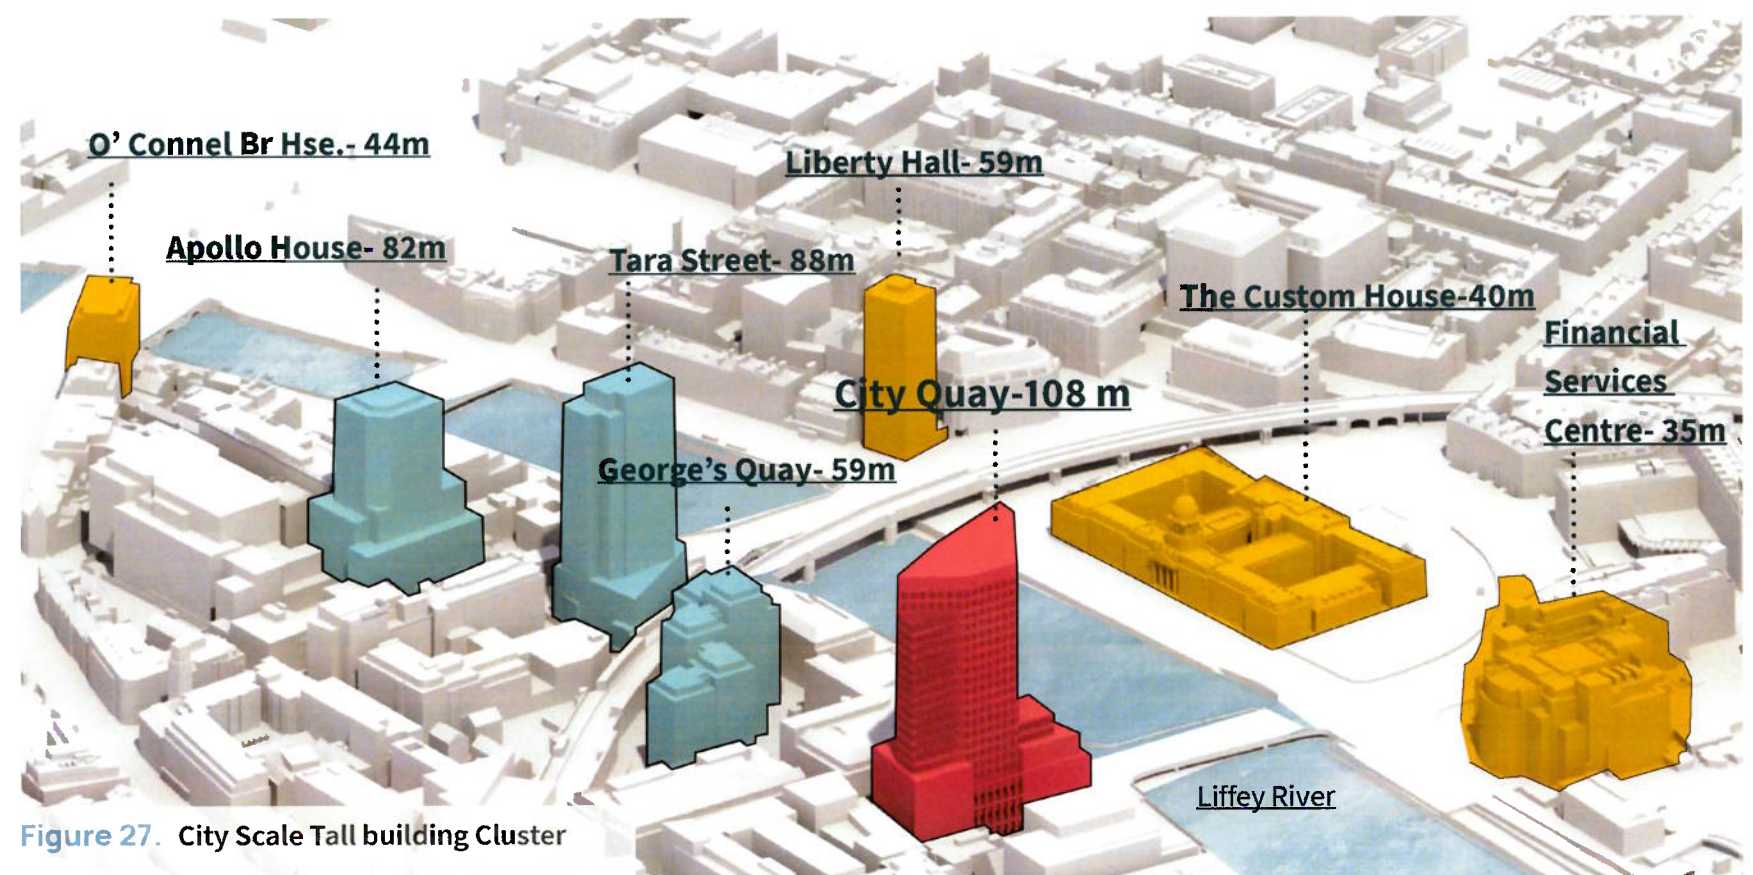 O' Connel Br Hse.- 44m
Liberty Hall- 59m
Apollo House- 82m
Tara Street- 88m
The Custom House-40m
Financial
Services
Centre- 35m
City Quay-108 m
George's Quay- 59m
Liffey River
Figure 27. City Scale Tall building Cluster